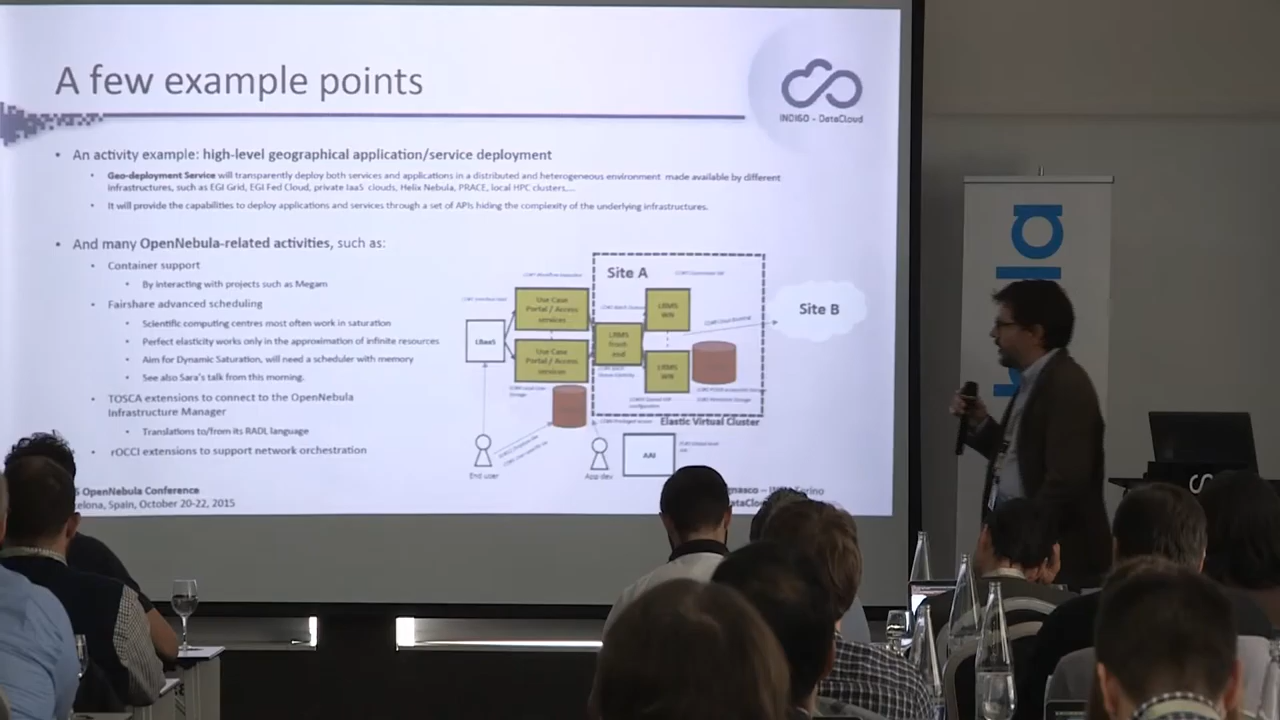 A few example points
INDIGO - DataCloud
• An activity example: high-level geographical application/service deployment
• Geo-deployment Service will transparently deploy both services and applications in a distributed and heterogeneous environment made available by different
infrastructures, such as EGI Grid, EGI Fed Cloud, private IaaS clouds, Helix Nebula, PRACE, local HPC clusters,...
• It will provide the capabilities to deploy applications and services through a set of APIs hiding the complexity of the underlying infrastructures.
• And many OpenNebula-related activities, such as:
• Container support
• By interacting with projects such as Megam
• Fairshare advanced scheduling
• Scientific computing centres most often work in saturation
• Perfect elasticity works only in the approximation of infinite resources
• Aim for Dynamic Saturation, will need a scheduler with memory
• See also Sara's talk from this morning.
• TOSCA extensions to connect to the OpenNebula
Infrastructure Manager
• Translations to/from its RADL language
• rOCCI extensions to support network orchestration
Site A
Site B
LBaaS
Use Case
Portal / Access
services
Use Case
Portal / Access
services
LRMS
front
end
LRMS
WN
LRMS
WN
Elastic Virtual Cluster
End user
App dev
AAI
OpenNebula Conference
elona, Spain, October 20-22, 2015
gnasco – Torino
ataClou
ula